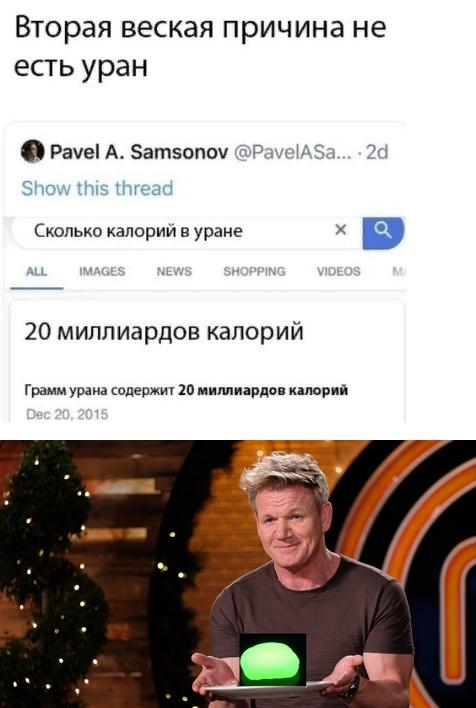 Вторая веская причина не
есть уран
Pavel A. Samsonov @PavelASa... · 2d
Show this thread
Сколько калорий в уране ×
ALL IMAGES NEWS SHOPPING VIDEOS
20 миллиардов калорий
Грамм урана содержит 20 миллиардов калорий
Dec 20, 2015